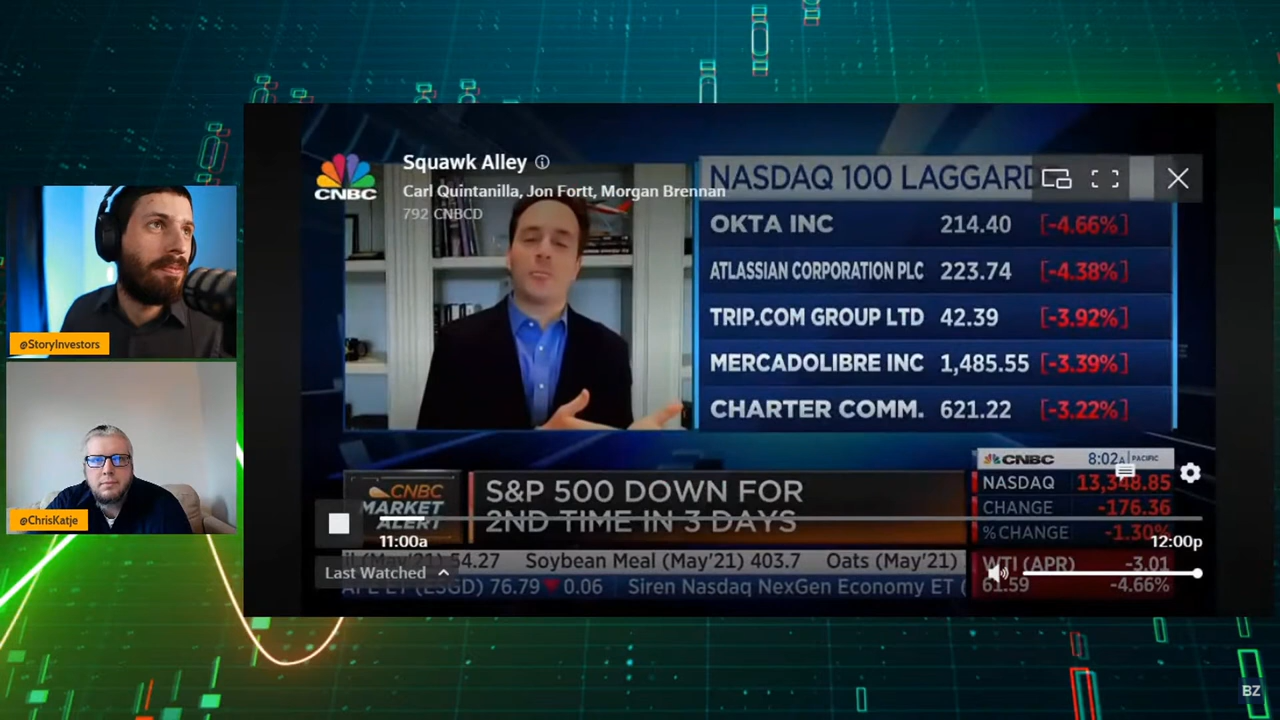 Squawk Alley
CNBC
Carl Quintanilla, Jon Fortt, Morgan Brennan
792 CNBCD
NASDAQ 100 LAGGARD
OKTA INC 214.40 [-4.66%]
ATLASSIAN CORPORATION PLC 223.74 [-4.38%]
TRIP.COM GROUP LTD 42.39 [-3.92%]
MERCADOLIBRE INC 1,485.55 [-3.39%]
CHARTER COMM. 621.22 [-3.22%]
@StoryInvestors
@ChrisKatje
CNBC
MARKET
ALERT
S&P 500 DOWN FOR
2ND TIME IN 3 DAYS
CNBC 8:02A PACIFIC
NASDAQ 13,348.85
CHANGE -176.36
% CHANGE -1.30%
11:00a
12:00p
(May'21) 54.27 Soybean Meal (May'21) 403.7 Oats (May'21)
WTI (APR) -3.01
61.59 -4.66%
Last Watched
(ESGD) 76.79 0.06 Siren Nasdaq NexGen Economy ET (
BZ